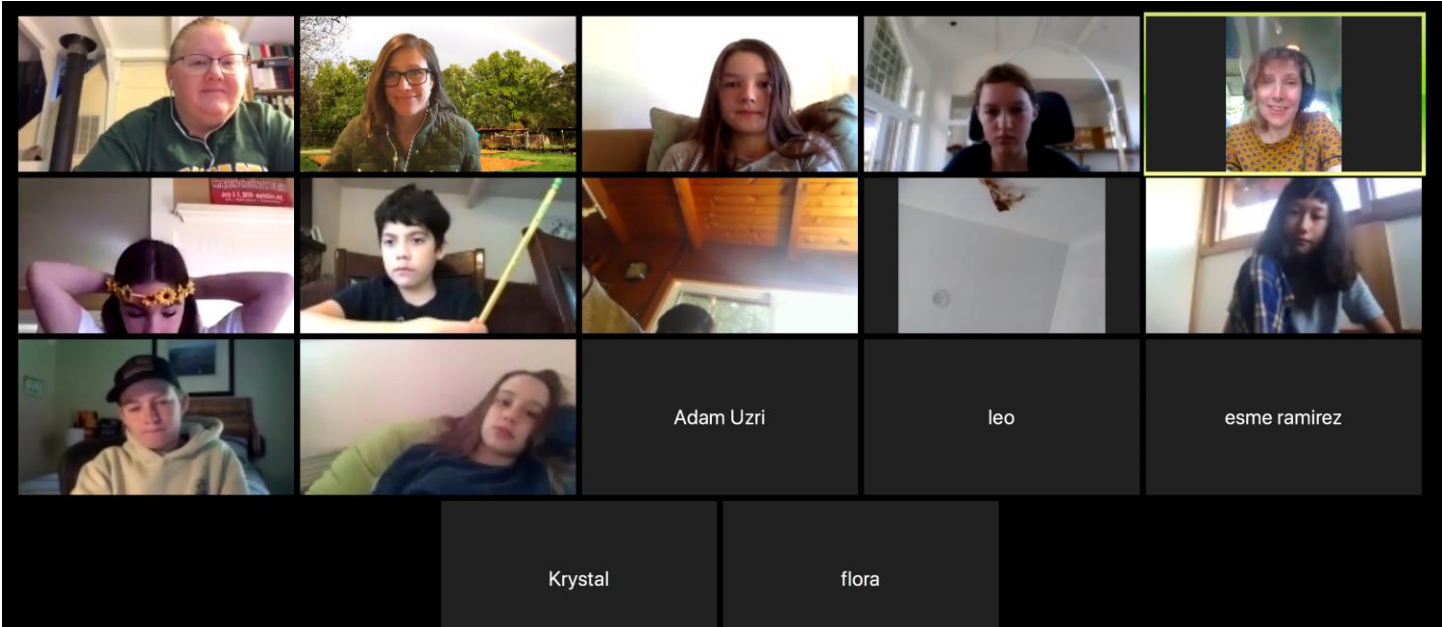 Adam Uzri
leo
esme ramirez
Krystal
flora